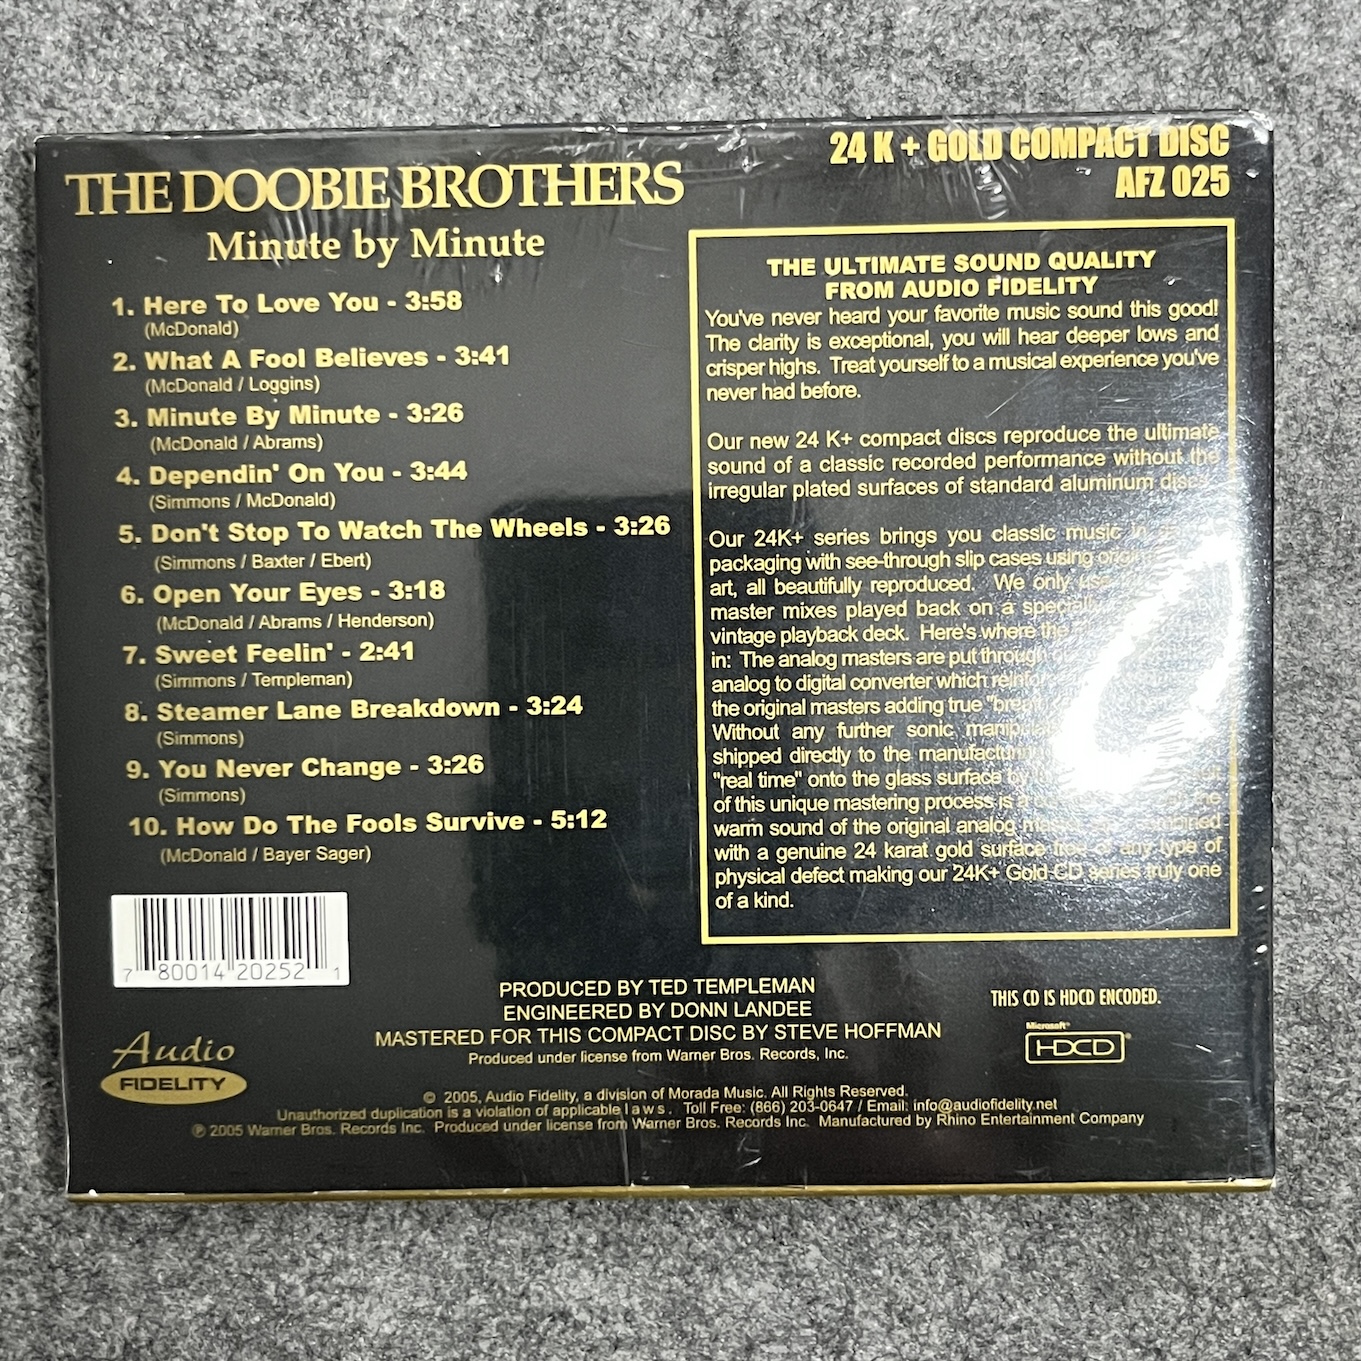 THE DOOBIE BROTHERS
Minute by Minute
1. Here To Love You - 3:58
(McDonald)
2. What A Fool Believes - 3:41
(McDonald / Loggins)
3. Minute By Minute - 3:26
(McDonald / Abrams)
4. Dependin' On You - 3:44
(Simmons / McDonald)
5. Don't Stop To Watch The Wheels - 3:26
(Simmons / Baxter / Ebert)
6. Open Your Eyes - 3:18
(McDonald / Abrams / Henderson)
7. Sweet Feelin' - 2:41
(Simmons / Templeman)
8. Steamer Lane Breakdown - 3:24
(Simmons)
9. You Never Change - 3:26
(Simmons)
10. How Do The Fools Survive - 5:12
(McDonald / Bayer Sager)
24 K + GOLD COMPACT DISC
AFZ 025
THE ULTIMATE SOUND QUALITY
FROM AUDIO FIDELITY
You've never heard your favorite music sound this good!
The clarity is exceptional, you will hear deeper lows and
crisper highs. Treat yourself to a musical experience you've
never had before.
Our new 24 K+ compact discs reproduce the ultimate
sound of a classic recorded performance without the
irregular plated surfaces of standard aluminum discs.
Our 24K+ series brings you classic music in
packaging with see-through slip cases using
art, all beautifully reproduced. We only use
master mixes played back on a specially
vintage playback deck. Here's where the
in: The analog masters are put through
analog to digital converter which
the original masters adding true
Without any further sonic
shipped directly to the manufacturing
"real time" onto the glass surface by
of this unique mastering process is a
warm sound of the original analog
with a genuine 24 karat gold surface free of any type of
physical defect making our 24K+ Gold CD series truly one
of a kind.
7 80014 20252 1
Audio
FIDELITY
PRODUCED BY TED TEMPLEMAN
ENGINEERED BY DONN LANDEE
MASTERED FOR THIS COMPACT DISC BY STEVE HOFFMAN
Produced under license from Warner Bros. Records, Inc.
THIS CD IS HDCD ENCODED.
Microsoft®
HDCD®
© 2005, Audio Fidelity, a division of Morada Music. All Rights Reserved.
Unauthorized duplication is a violation of applicable laws. Toll Free: (866) 203-0647 / Email: info@audiofidelity.net
℗ 2005 Warner Bros. Records Inc. Produced under license from Warner Bros. Records Inc. Manufactured by Rhino Entertainment Company